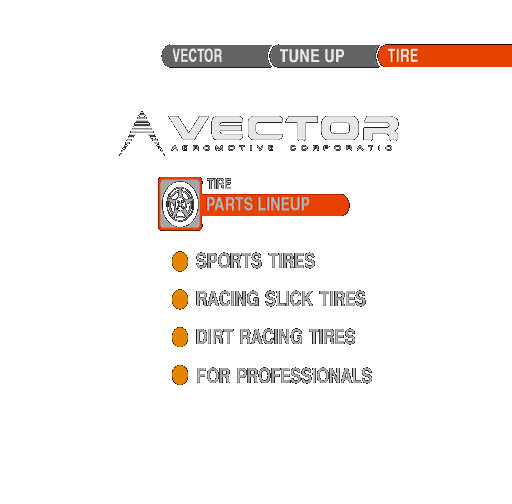 VECTOR TUNE UP TIRE
VECTOR
AEROMOTIVE CORPORATIO
TIRE
PARTS LINEUP
SPORTS TIRES
RACING SLICK TIRES
DIRT RACING TIRES
FOR PROFESSIONALS